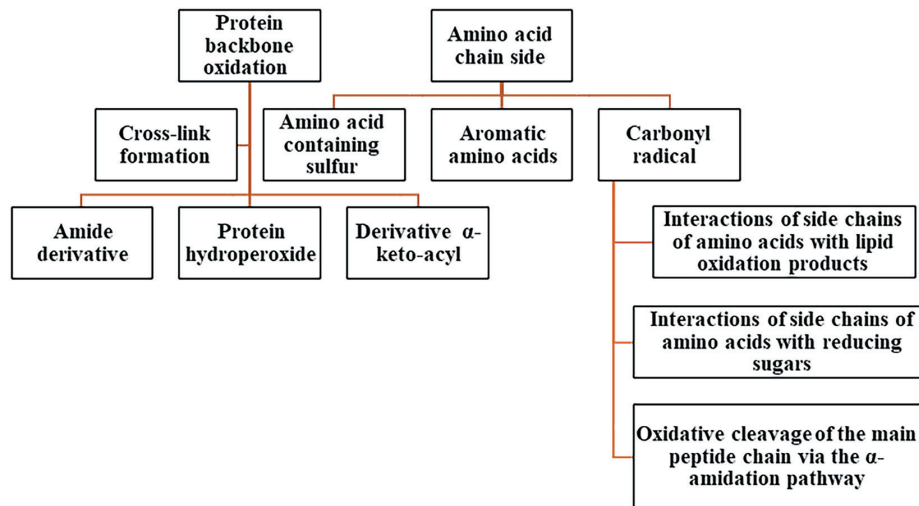 Protein
backbone
oxidation
Amino acid
chain side
Cross-link
formation
Amino acid
containing
sulfur
Aromatic
amino acids
Carbonyl
radical
Amide
derivative
Protein
hydroperoxide
Derivative α-
keto-acyl
Interactions of side chains
of amino acids with lipid
oxidation products
Interactions of side chains of
amino acids with reducing
sugars
Oxidative cleavage of the main
peptide chain via the α-
amidation pathway